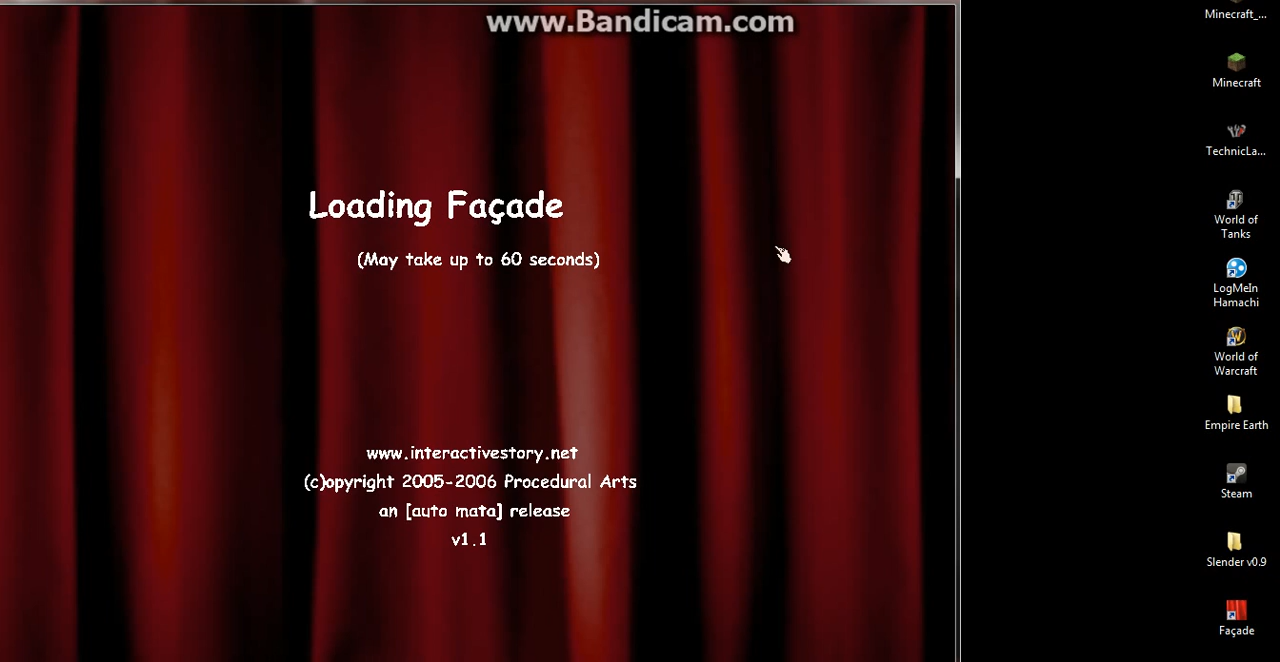 www.Bandicam.com
Loading Façade
(May take up to 60 seconds)
www.interactivestory.net
(c)opyright 2005-2006 Procedural Arts
an [auto mata] release
v1.1
Minecraft_...
Minecraft
TechnicLa...
World of
Tanks
LogMeIn
Hamachi
World of
Warcraft
Empire Earth
Steam
Slender v0.9
Façade